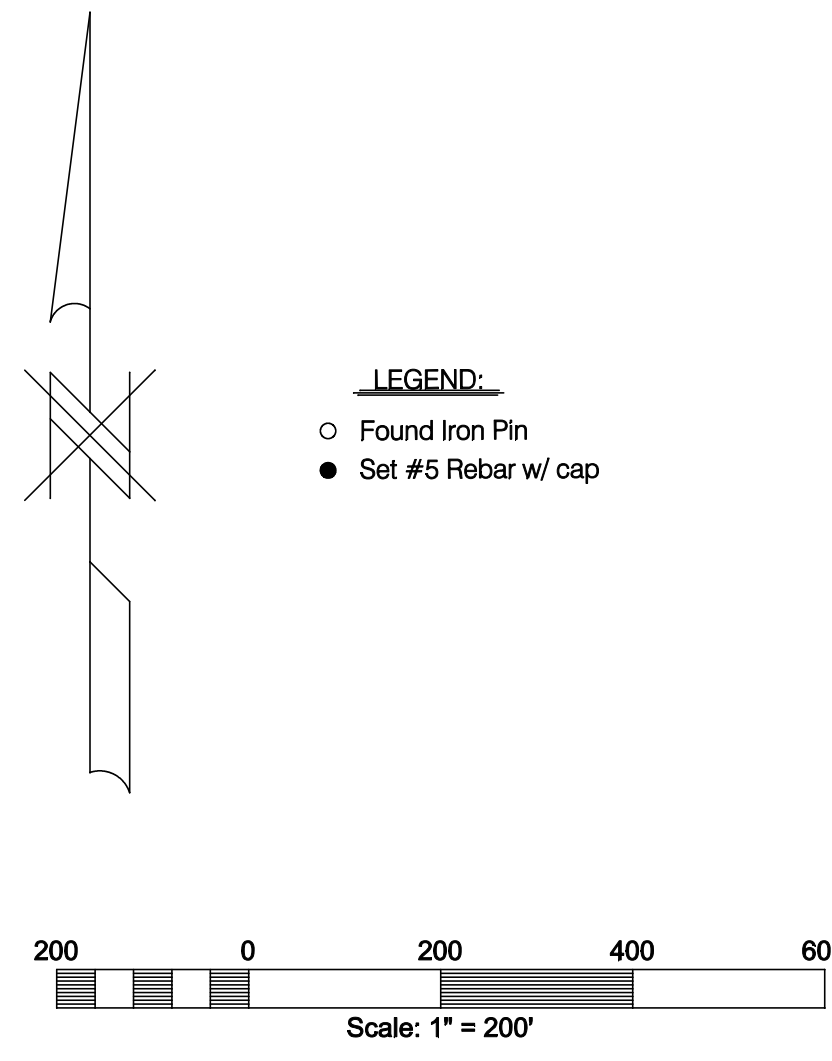 N
LEGEND:
Found Iron Pin
Set #5 Rebar w/ cap
200 0 200 400 60
Scale: 1" = 200'